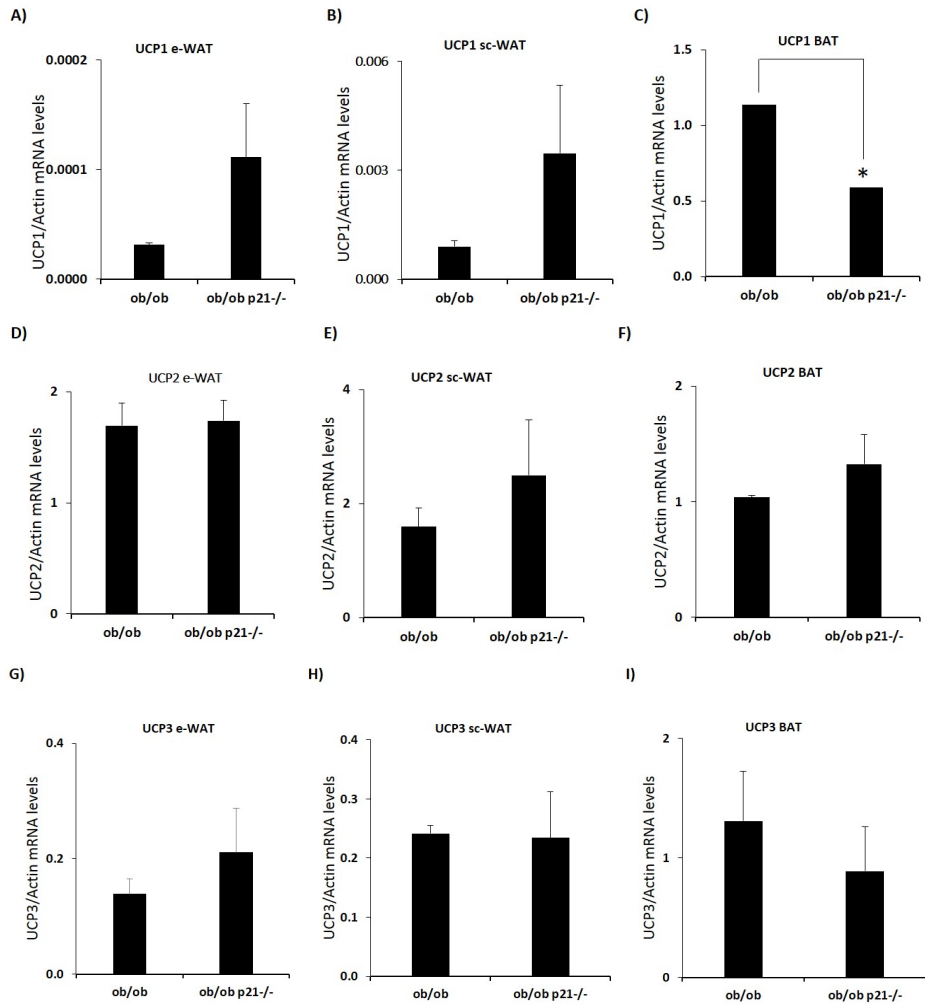 A)
UCP1 e-WAT
UCP1/Actin mRNA levels
0.0002
0.0001
0.0000
ob/ob
ob/ob p21-/-
B)
UCP1 sc-WAT
UCP1/Actin mRNA levels
0.006
0.003
0.000
ob/ob
ob/ob p21-/-
C)
UCP1 BAT
UCP1/Actin mRNA levels
1.5
1.0
0.5
0.0
*
ob/ob
ob/ob p21-/-
D)
UCP2 e-WAT
UCP2/Actin mRNA levels
2
1
0
ob/ob
ob/ob p21-/-
E)
UCP2 sc-WAT
UCP2/Actin mRNA levels
4
2
0
ob/ob
ob/ob p21-/-
F)
UCP2 BAT
UCP2/Actin mRNA levels
2
1
0
ob/ob
ob/ob p21-/-
G)
UCP3 e-WAT
UCP3/Actin mRNA levels
0.4
0.2
0.0
ob/ob
ob/ob p21-/-
H)
UCP3 sc-WAT
UCP3/Actin mRNA levels
0.4
0.3
0.2
0.1
0.0
ob/ob
ob/ob p21-/-
I)
UCP3 BAT
UCP3/Actin mRNA levels
2
1
0
ob/ob
ob/ob p21-/-